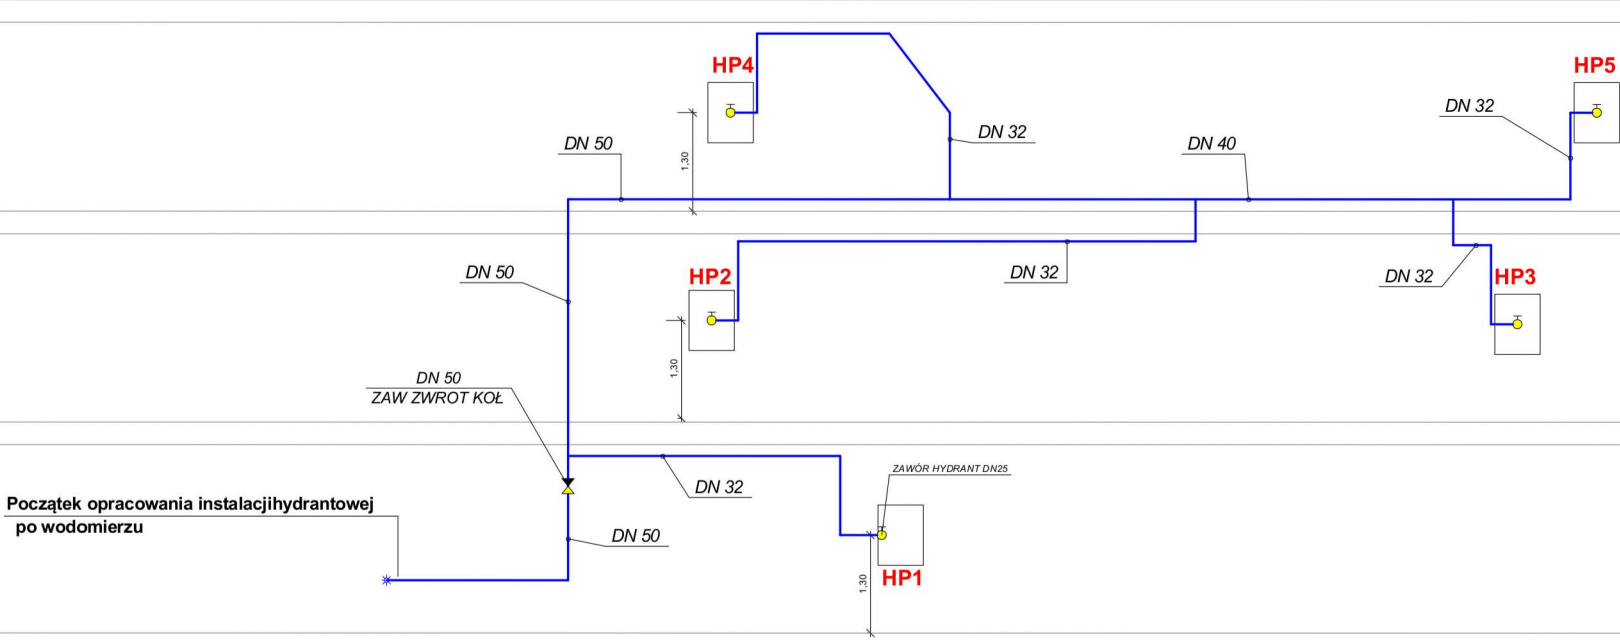 HP4
HP5
DN 32
DN 50
DN 32
DN 40
1,30
DN 50
HP2
DN 32
DN 32
HP3
1,30
DN 50
ZAW ZWROT KOŁ
ZAWÓR HYDRANT DN25
DN 32
Początek opracowania instalacjihydrantowej
po wodomierzu
DN 50
HP1
1,30